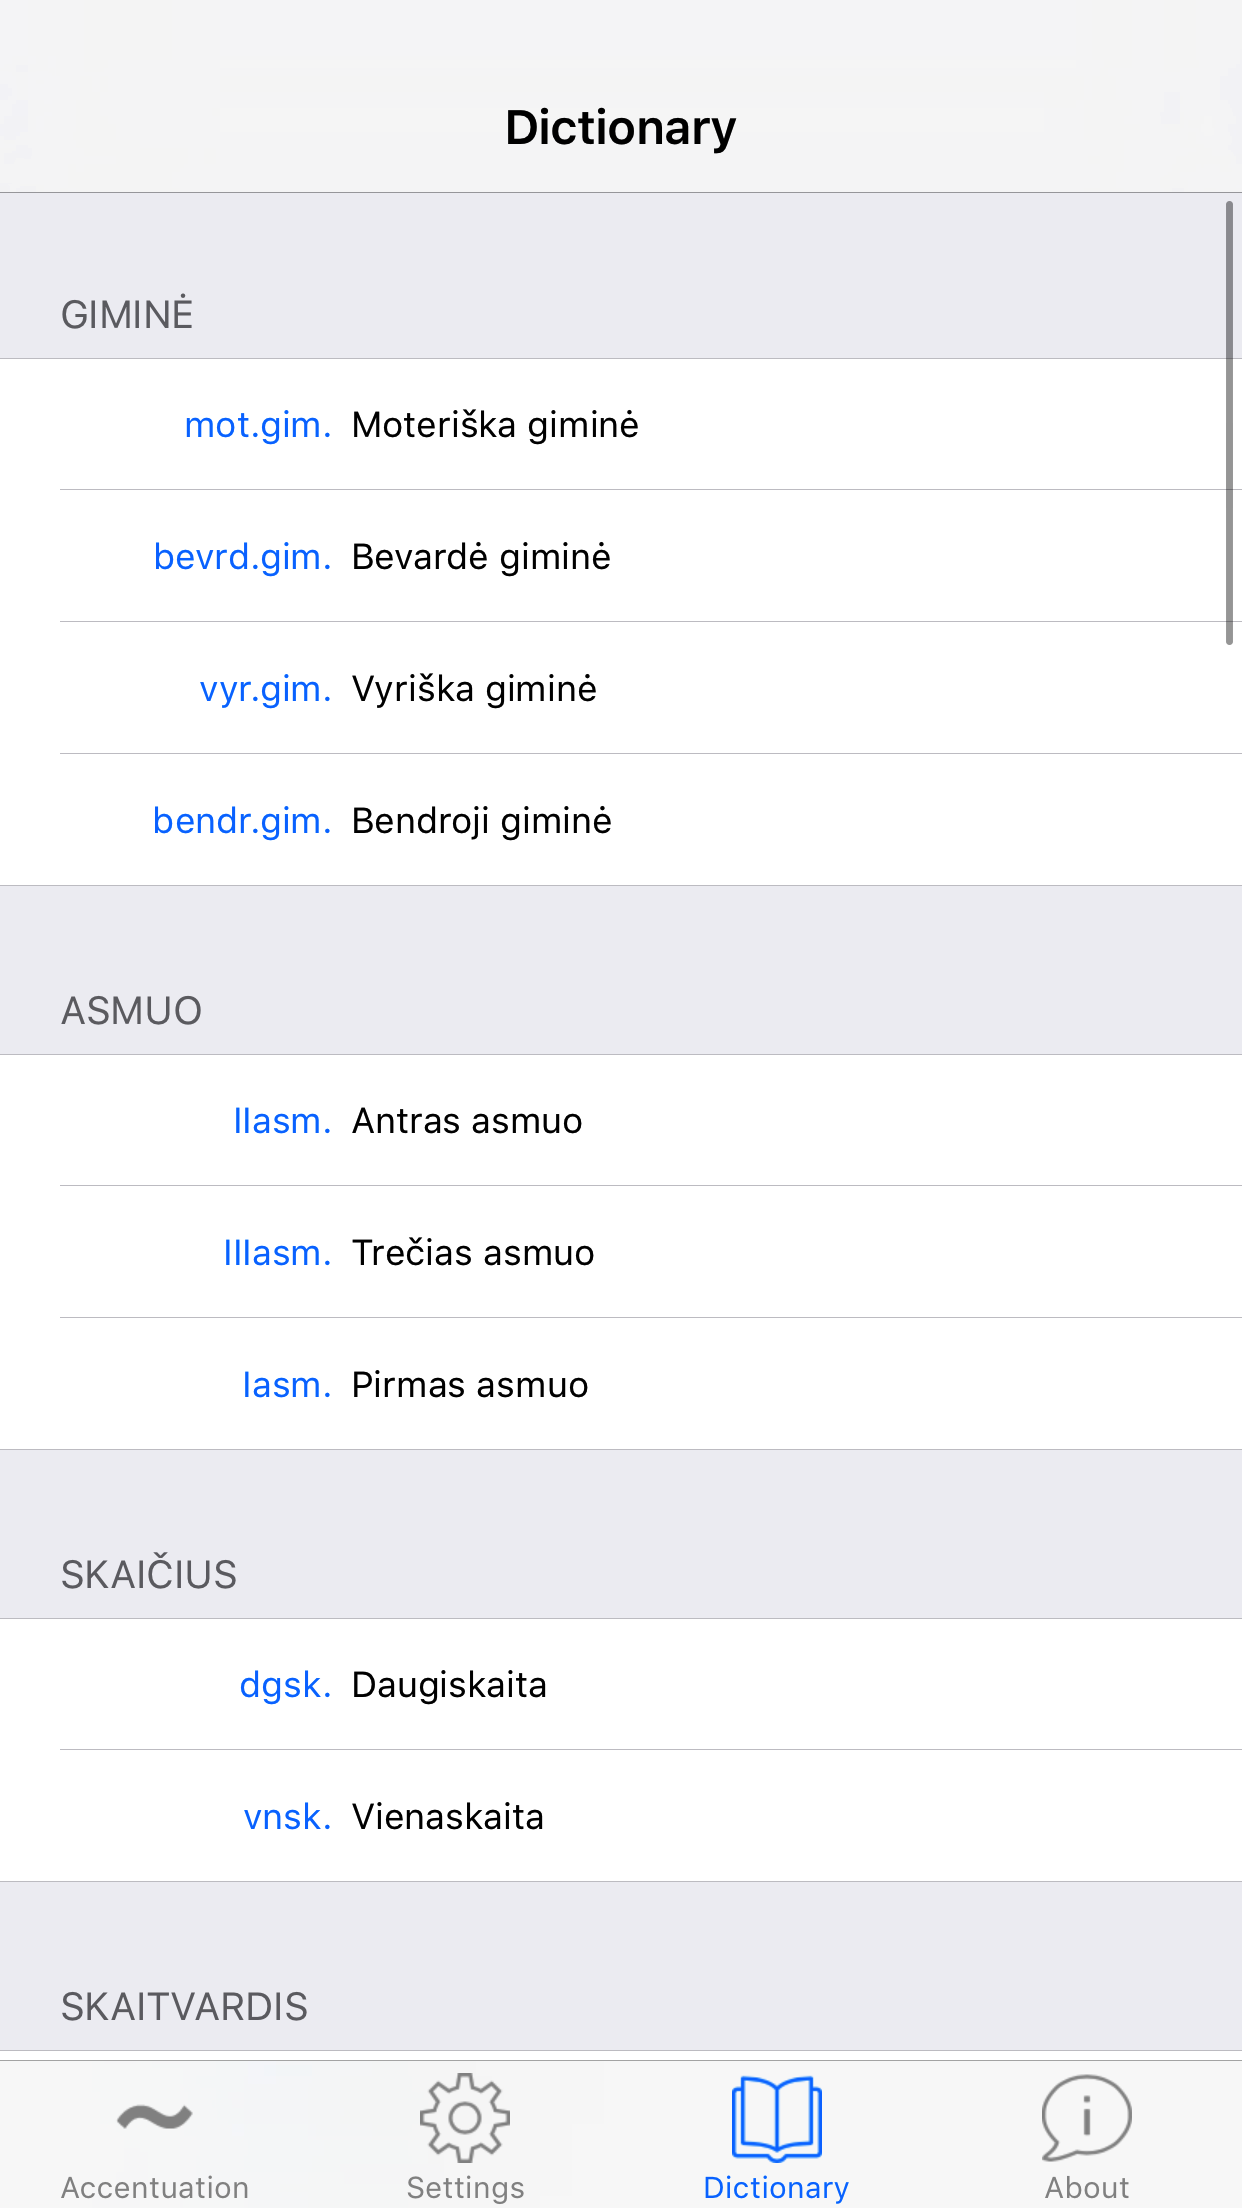 Dictionary
GIMINĖ
mot.gim. Moteriška giminė
bevrd.gim. Bevardė giminė
vyr.gim. Vyriška giminė
bendr.gim. Bendroji giminė
ASMUO
IIasm. Antras asmuo
IIIasm. Trečias asmuo
Iasm. Pirmas asmuo
SKAIČIUS
dgsk. Daugiskaita
vnsk. Vienaskaita
SKAITVARDIS
Accentuation Settings Dictionary About